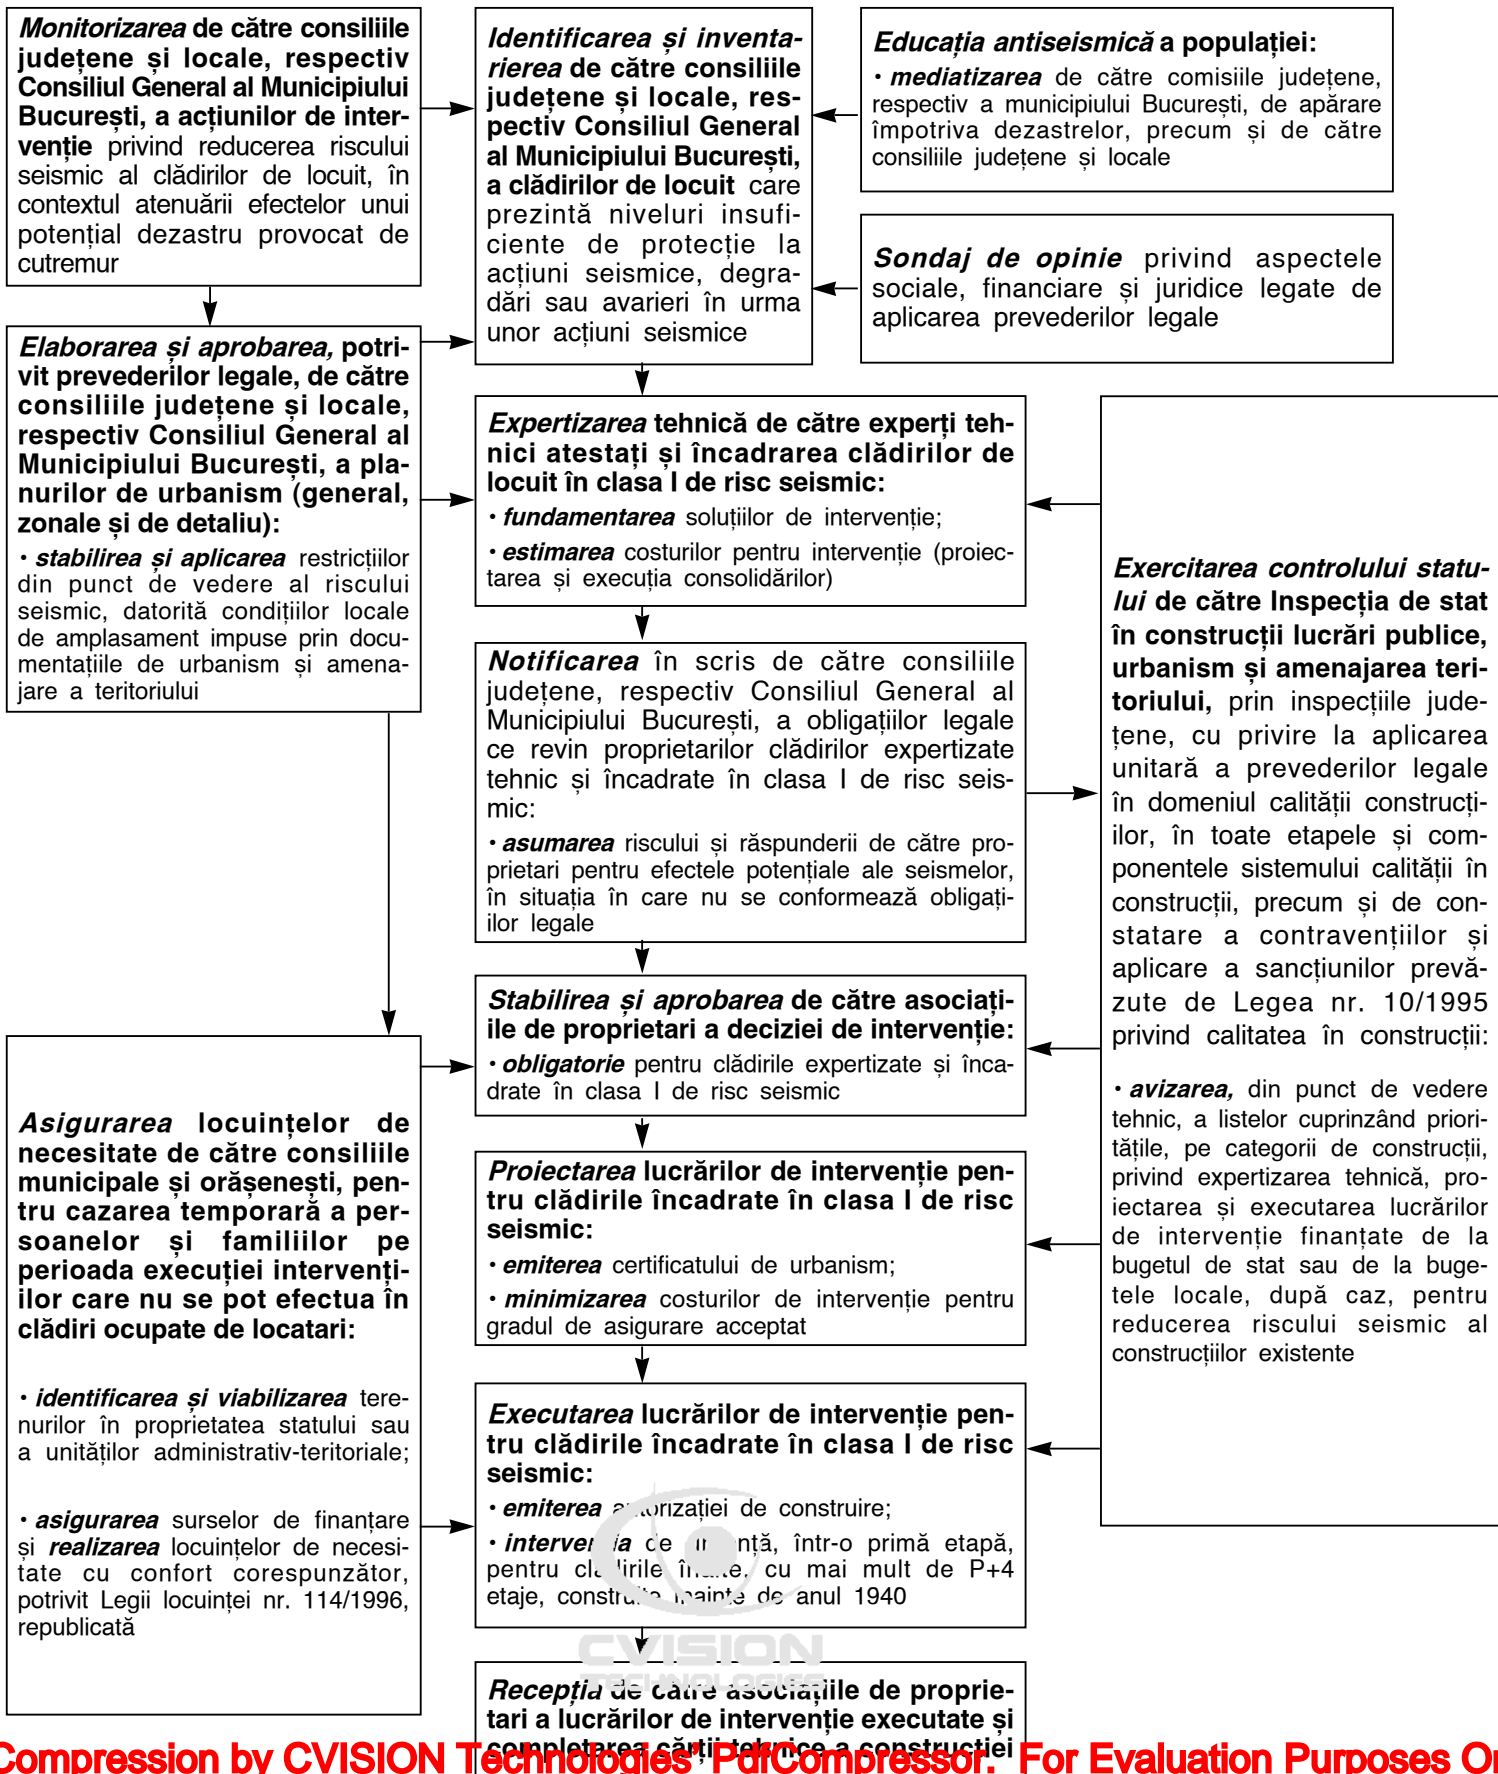 Monitorizarea de către consiliile
județene și locale, respectiv
Consiliul General al Municipiului
București, a acțiunilor de inter-
venție privind reducerea riscului
seismic al clădirilor de locuit, în
contextul atenuării efectelor unui
potențial dezastru provocat de
cutremur
Identificarea și inventa-
rierea de către consiliile
județene și locale, res-
pectiv Consiliul General
al Municipiului București,
a clădirilor de locuit care
prezintă niveluri insufi-
ciente de protecție la
acțiuni seismice, degra-
dări sau avarieri în urma
unor acțiuni seismice
Educația antiseismică a populației:
• mediatizarea de către comisiile județene,
respectiv a municipiului București, de apărare
împotriva dezastrelor, precum și de către
consiliile județene și locale
Sondaj de opinie privind aspectele
sociale, financiare și juridice legate de
aplicarea prevederilor legale
Elaborarea și aprobarea, potri-
vit prevederilor legale, de către
consiliile județene și locale,
respectiv Consiliul General al
Municipiului București, a pla-
nurilor de urbanism (general,
zonale și de detaliu):
• stabilirea și aplicarea restricțiilor
din punct de vedere al riscului
seismic, datorită condițiilor locale
de amplasament impuse prin docu-
mentațiile de urbanism și amena-
jare a teritoriului
Expertizarea tehnică de către experți teh-
nici atestați și încadrarea clădirilor de
locuit în clasa I de risc seismic:
• fundamentarea soluțiilor de intervenție;
• estimarea costurilor pentru intervenție (proiec-
tarea și execuția consolidărilor)
Notificarea în scris de către consiliile
județene, respectiv Consiliul General al
Municipiului București, a obligațiilor legale
ce revin proprietarilor clădirilor expertizate
tehnic și încadrate în clasa I de risc seis-
mic:
• asumarea riscului și răspunderii de către pro-
prietari pentru efectele potențiale ale seismelor,
în situația în care nu se conformează obligați-
ilor legale
Exercitarea controlului statu-
lui de către Inspecția de stat
în construcții lucrări publice,
urbanism și amenajarea teri-
toriului, prin inspecțiile jude-
țene, cu privire la aplicarea
unitară a prevederilor legale
în domeniul calității construcți-
ilor, în toate etapele și com-
ponentele sistemului calității în
construcții, precum și de con-
statare a contravențiilor și
aplicare a sancțiunilor prevă-
zute de Legea nr. 10/1995
privind calitatea în construcții:
• avizarea, din punct de vedere
tehnic, a listelor cuprinzând priori-
tățile, pe categorii de construcții,
privind expertizarea tehnică, pro-
iectarea și executarea lucrărilor
de intervenție finanțate de la
bugetul de stat sau de la buge-
tele locale, după caz, pentru
reducerea riscului seismic al
construcțiilor existente
Stabilirea și aprobarea de către asociați-
ile de proprietari a deciziei de intervenție:
• obligatorie pentru clădirile expertizate și înca-
drate în clasa I de risc seismic
Asigurarea locuințelor de
necesitate de către consiliile
municipale și orășenești, pen-
tru cazarea temporară a per-
soanelor și familiilor pe
perioada execuției intervenți-
ilor care nu se pot efectua în
clădiri ocupate de locatari:
• identificarea și viabilizarea tere-
nurilor în proprietatea statului sau
a unităților administrativ-teritoriale;
• asigurarea surselor de finanțare
și realizarea locuințelor de necesi-
tate cu confort corespunzător,
potrivit Legii locuinței nr. 114/1996,
republicată
Proiectarea lucrărilor de intervenție pen-
tru clădirile încadrate în clasa I de risc
seismic:
• emiterea certificatului de urbanism;
• minimizarea costurilor de intervenție pentru
gradul de asigurare acceptat
Executarea lucrărilor de intervenție pen-
tru clădirile încadrate în clasa I de risc
seismic:
• emiterea autorizației de construire;
• intervenția de urgență, într-o primă etapă,
pentru clădirile înalte, cu mai mult de P+4
etaje, construite înainte de anul 1940
CVISION
TECHNOLOGIES
Recepția de către asociațiile de proprie-
tari a lucrărilor de intervenție executate și
completarea cărții tehnice a construcției
Compression by CVISION Technologies' PdfCompressor. For Evaluation Purposes On